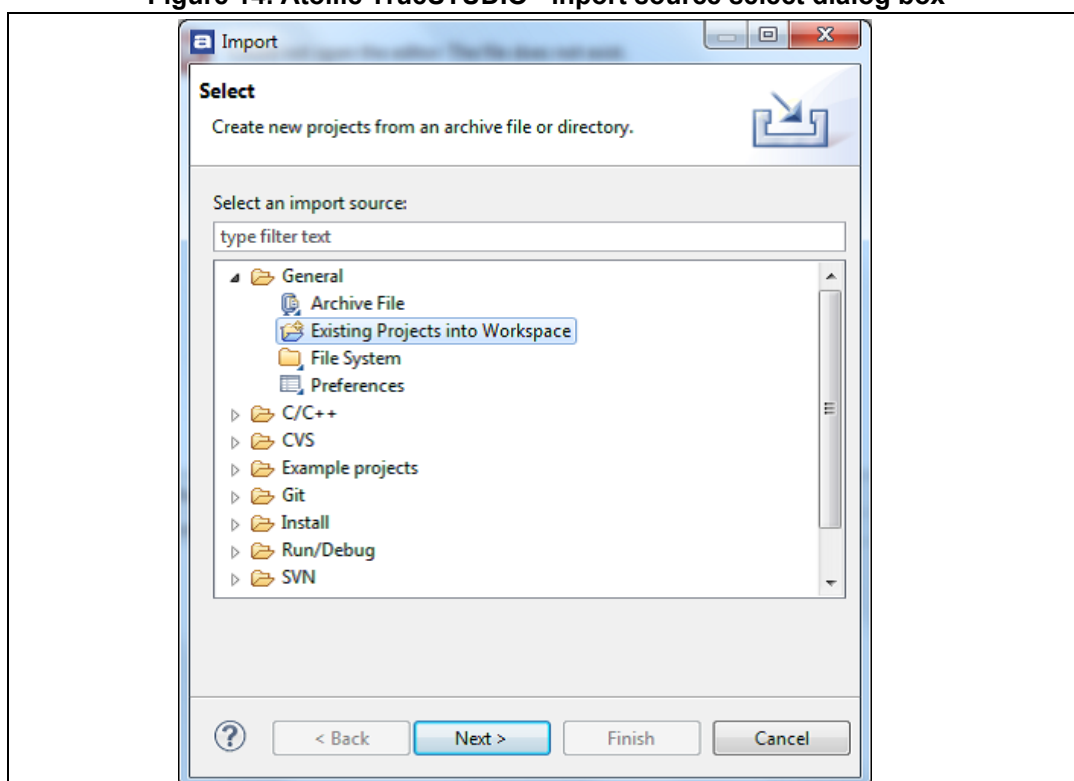 Import
Select
Create new projects from an archive file or directory.
Select an import source:
type filter text
General
Archive File
Existing Projects into Workspace
File System
Preferences
C/C++
CVS
Example projects
Git
Install
Run/Debug
SVN
? < Back Next > Finish Cancel